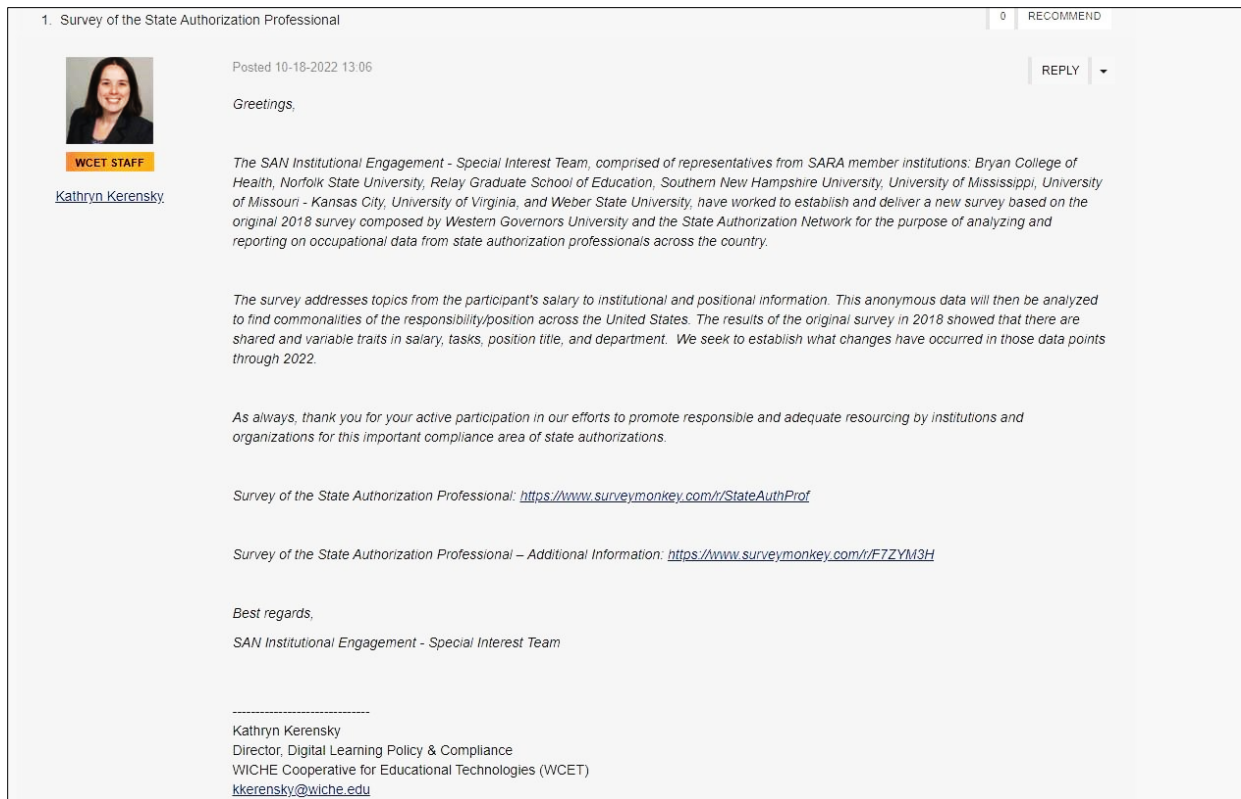 1. Survey of the State Authorization Professional
0 RECOMMEND
Posted 10-18-2022 13:06
REPLY
Greetings,
WCET STAFF
Kathryn Kerensky
The SAN Institutional Engagement - Special Interest Team, comprised of representatives from SARA member institutions: Bryan College of
Health, Norfolk State University, Relay Graduate School of Education, Southern New Hampshire University, University of Mississippi, University
of Missouri - Kansas City, University of Virginia, and Weber State University, have worked to establish and deliver a new survey based on the
original 2018 survey composed by Western Governors University and the State Authorization Network for the purpose of analyzing and
reporting on occupational data from state authorization professionals across the country.
The survey addresses topics from the participant's salary to institutional and positional information. This anonymous data will then be analyzed
to find commonalities of the responsibility/position across the United States. The results of the original survey in 2018 showed that there are
shared and variable traits in salary, tasks, position title, and department. We seek to establish what changes have occurred in those data points
through 2022.
As always, thank you for your active participation in our efforts to promote responsible and adequate resourcing by institutions and
organizations for this important compliance area of state authorizations.
Survey of the State Authorization Professional: https://www.surveymonkey.com/r/StateAuthProf
Survey of the State Authorization Professional – Additional Information: https://www.surveymonkey.com/r/F7ZYM3H
Best regards,
SAN Institutional Engagement - Special Interest Team
------------------------------
Kathryn Kerensky
Director, Digital Learning Policy & Compliance
WICHE Cooperative for Educational Technologies (WCET)
kkerensky@wiche.edu